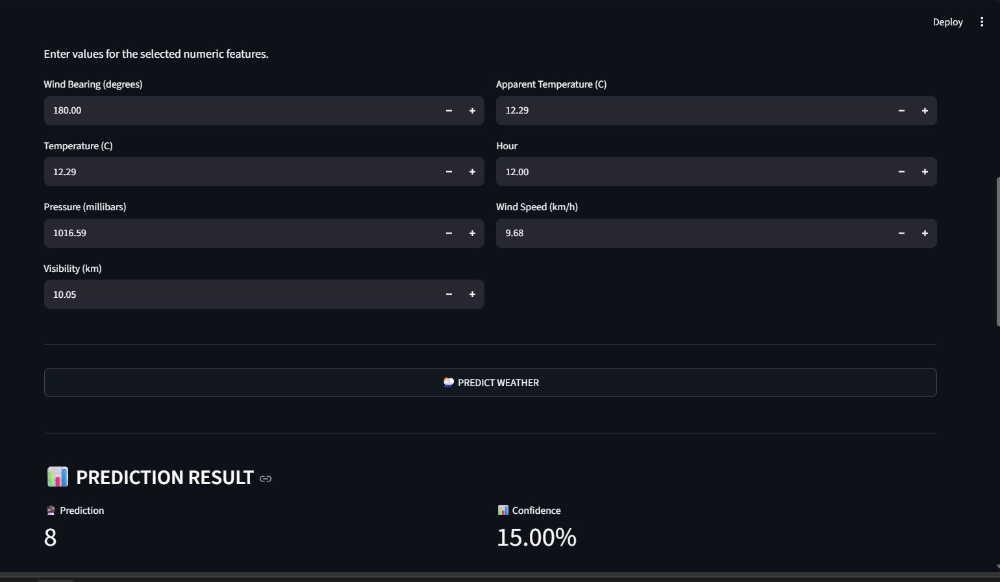 Deploy
Enter values for the selected numeric features.
Wind Bearing (degrees)
180.00
Apparent Temperature (C)
12.29
Temperature (C)
12.29
Hour
12.00
Pressure (millibars)
1016.59
Wind Speed (km/h)
9.68
Visibility (km)
10.05
PREDICT WEATHER
PREDICTION RESULT
Prediction
8
Confidence
15.00%